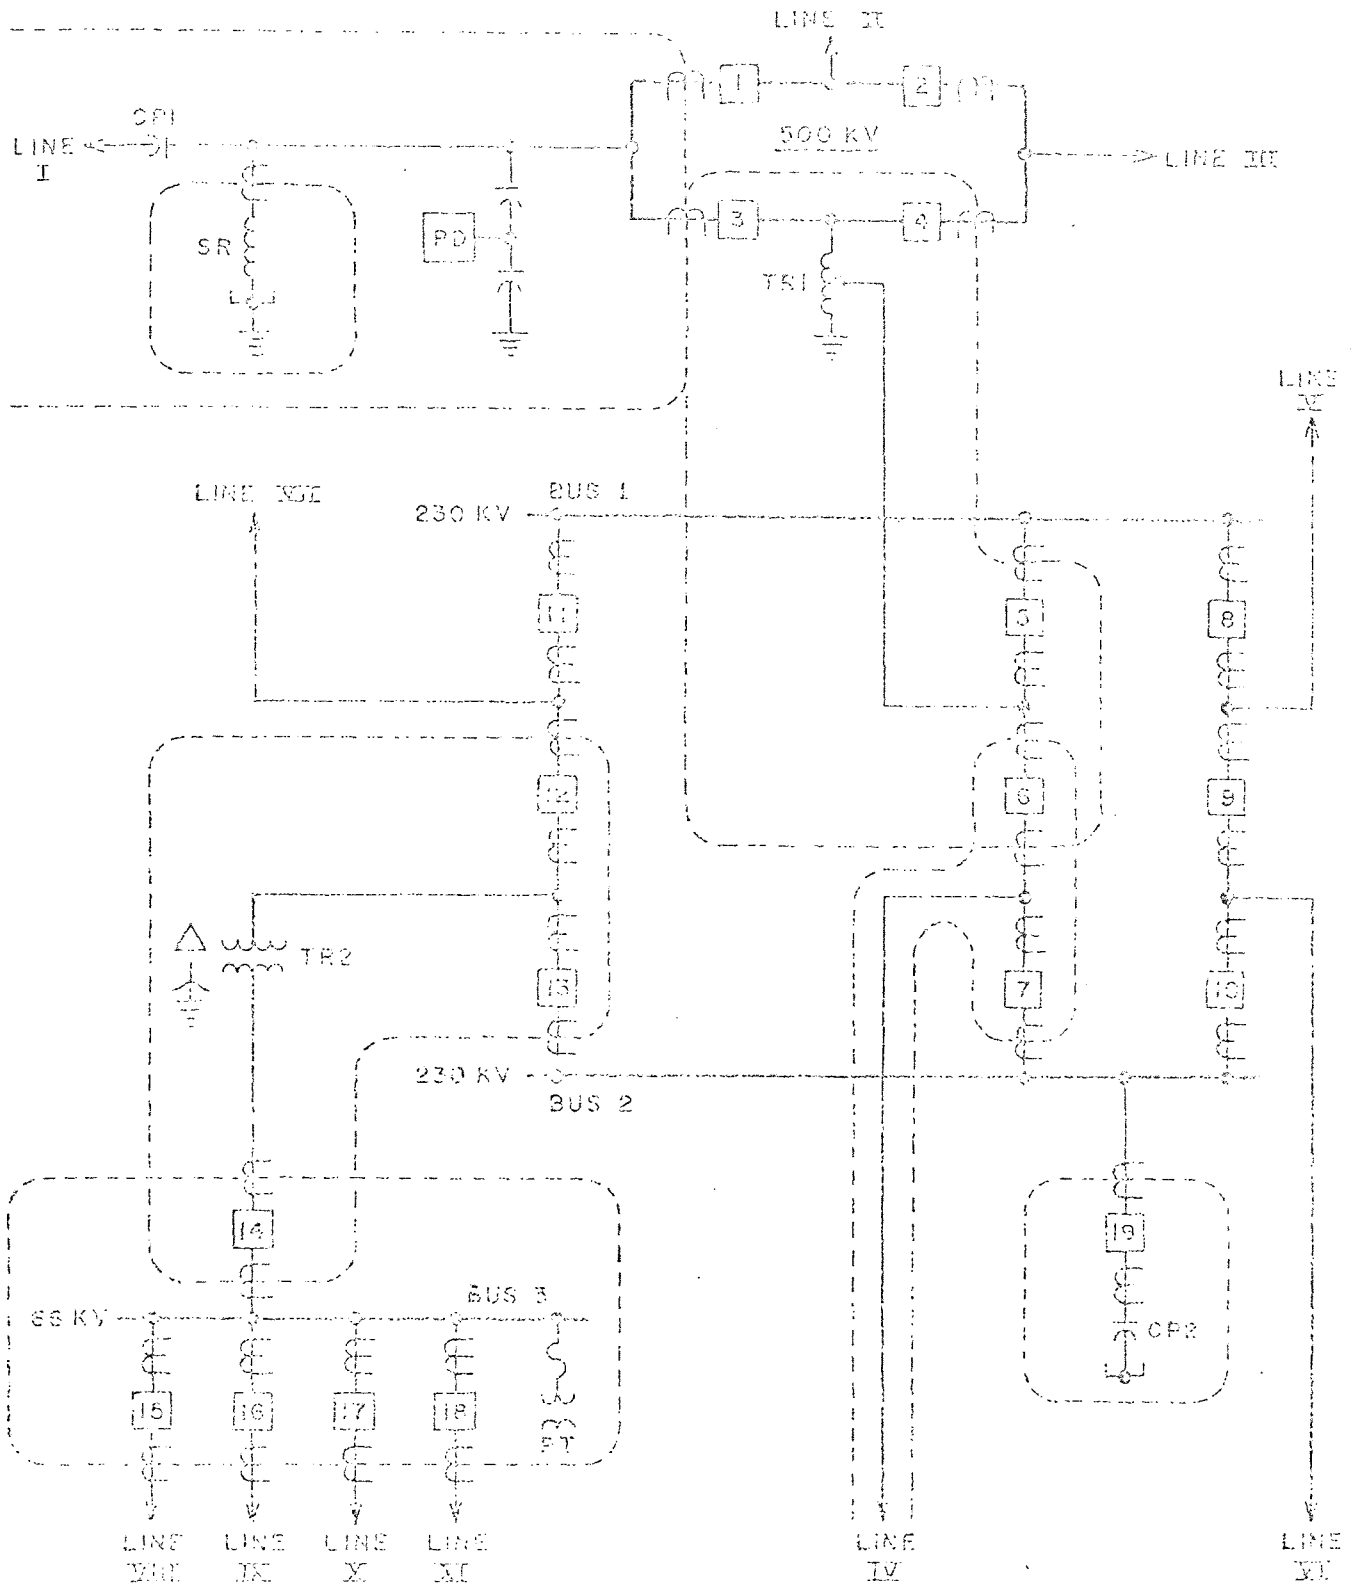 LINE II
1
2
CP1
500 KV
LINE
I
LINE III
SR
PD
3
4
TR1
LINE
V
LINE VII
BUS 1
230 KV
11
5
8
12
6
9
TR2
13
7
10
230 KV
BUS 2
14
19
BUS 3
66 KV
CP2
15
16
17
18
PT
LINE
VIII
LINE
IX
LINE
X
LINE
XI
LINE
IV
LINE
VI